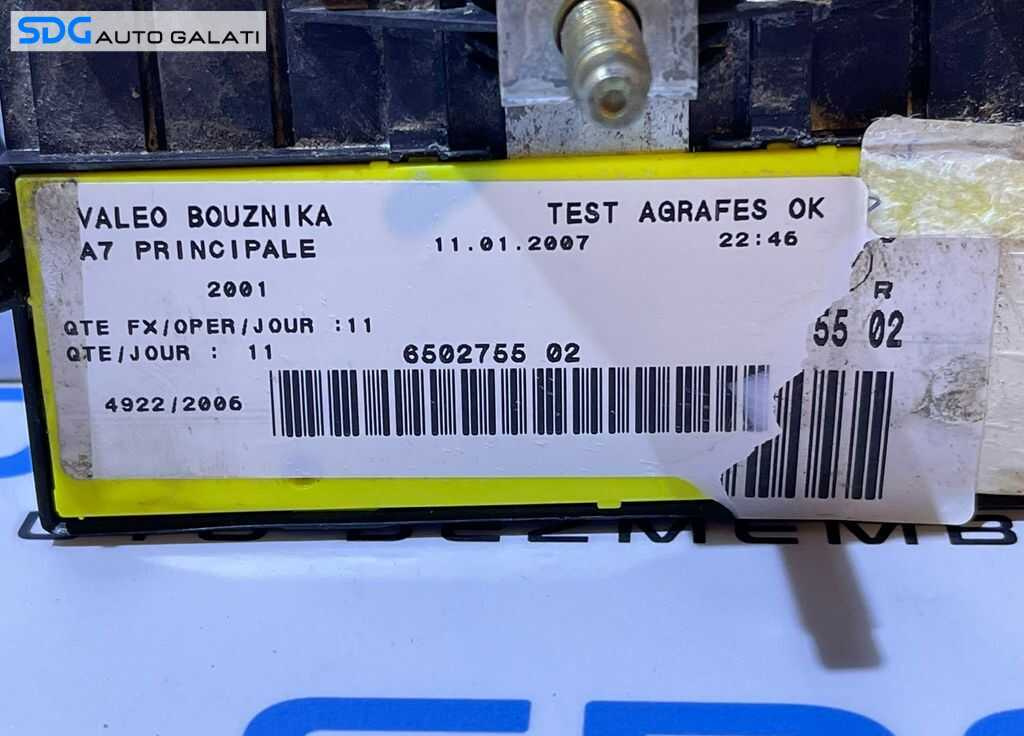 SDG AUTO GALATI
VALEO BOUZNIKA
TEST AGRAFES OK
A7 PRINCIPALE
11.01.2007
22:46
2001
R
QTE FX/OPER/JOUR :11
55 02
QTE/JOUR : 11
6502755 02
4922/2006
DEZMEMB